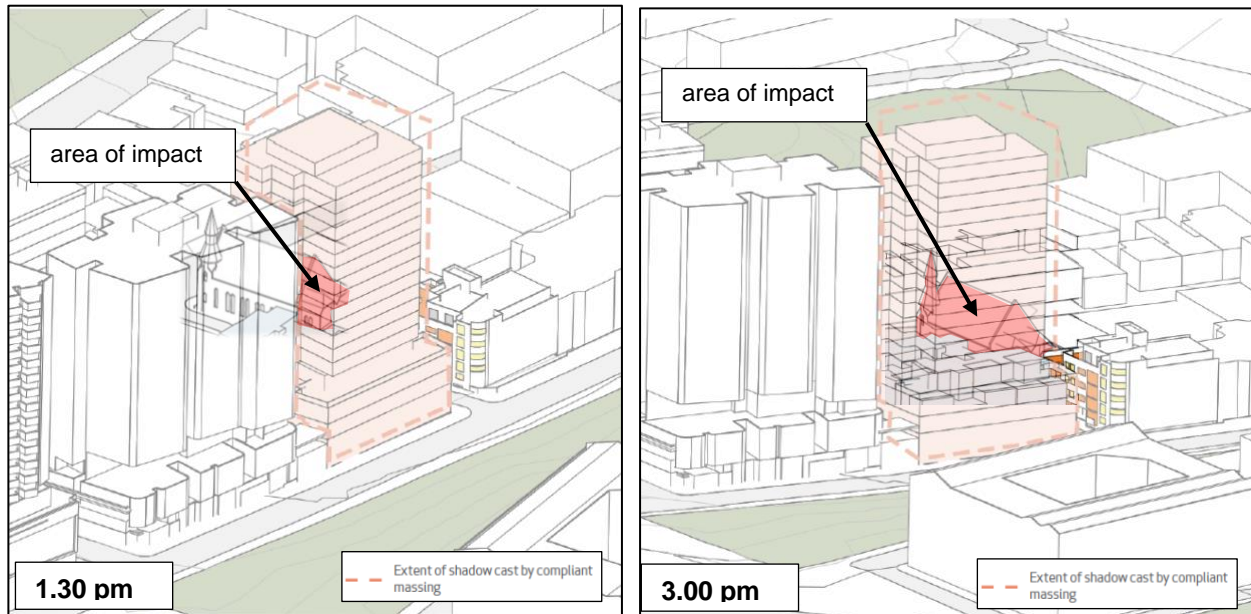 area of impact
1.30 pm
Extent of shadow cast by compliant
massing
area of impact
3.00 pm
Extent of shadow cast by compliant
massing